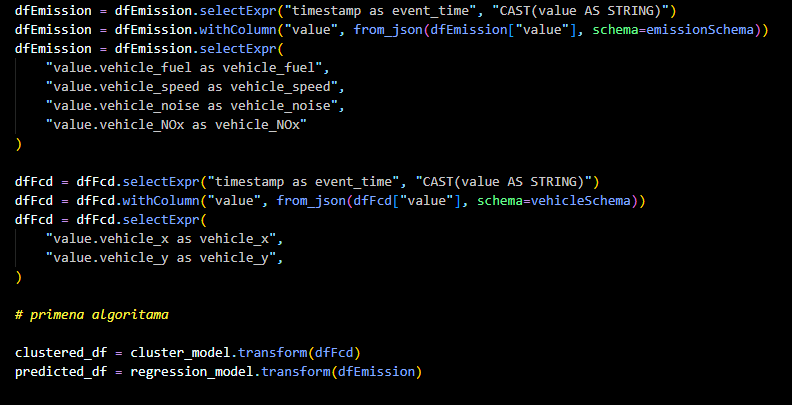 dfEmission = dfEmission.selectExpr("timestamp as event_time", "CAST(value AS STRING)")
dfEmission = dfEmission.withColumn("value", from_json(dfEmission["value"], schema=emissionSchema))
dfEmission = dfEmission.selectExpr(
    "value.vehicle_fuel as vehicle_fuel",
    "value.vehicle_speed as vehicle_speed",
    "value.vehicle_noise as vehicle_noise",
    "value.vehicle_NOx as vehicle_NOx"
)
dfFcd = dfFcd.selectExpr("timestamp as event_time", "CAST(value AS STRING)")
dfFcd = dfFcd.withColumn("value", from_json(dfFcd["value"], schema=vehicleSchema))
dfFcd = dfFcd.selectExpr(
    "value.vehicle_x as vehicle_x",
    "value.vehicle_y as vehicle_y",
)
# primena algoritama
clustered_df = cluster_model.transform(dfFcd)
predicted_df = regression_model.transform(dfEmission)